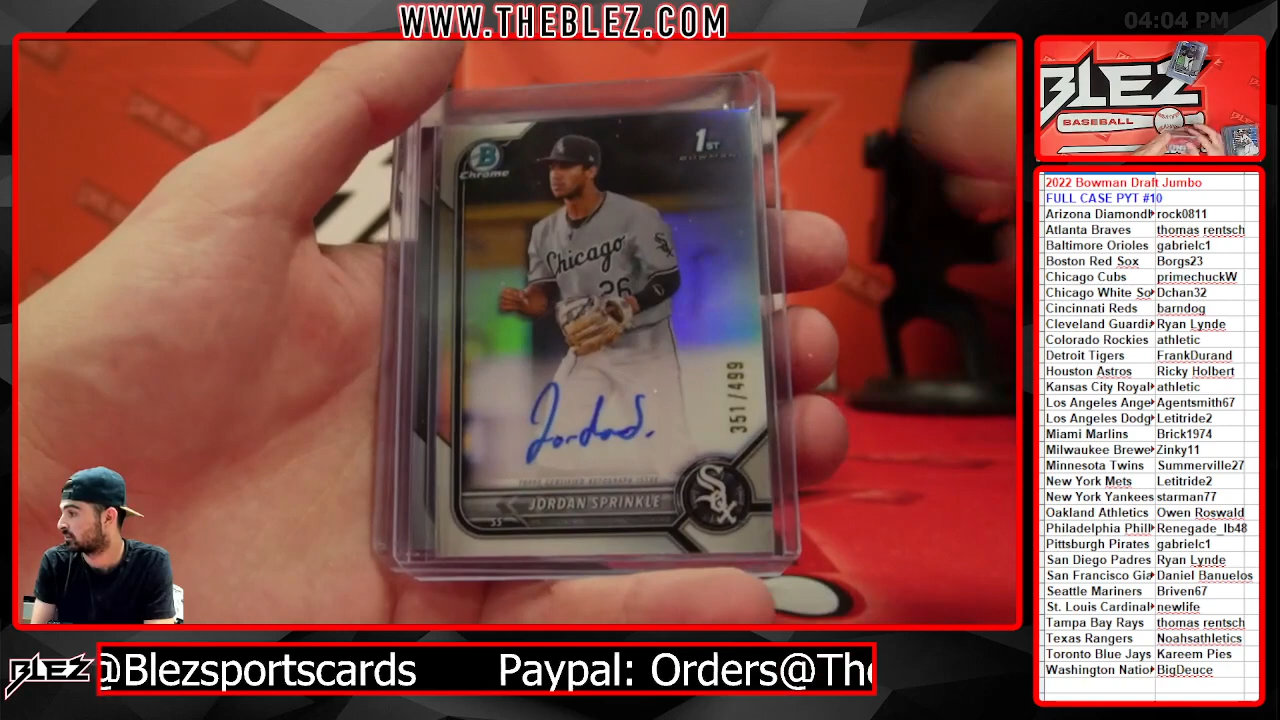 WWW.THEBLEZ.COM
04:04 PM
BLEZ
BASEBALL
Chrome
1ST
BOWMAN
Chicago
26
351/499
Jordan S.
TOPPS CERTIFIED AUTOGRAPH ISSUE
JORDAN SPRINKLE
SS
2022 Bowman Draft Jumbo
FULL CASE PYT #10
Arizona Diamondl rock0811
Atlanta Braves thomas rentsch
Baltimore Orioles gabrielc1
Boston Red Sox Borgs23
Chicago Cubs primechuckW
Chicago White So Dchan32
Cincinnati Reds barndog
Cleveland Guardi Ryan Lynde
Colorado Rockies athletic
Detroit Tigers FrankDurand
Houston Astros Ricky Holbert
Kansas City Royal athletic
Los Angeles Ange Agentsmith67
Los Angeles Dodg Letitride2
Miami Marlins Brick1974
Milwaukee Brewe Zinky11
Minnesota Twins Summerville27
New York Mets Letitride2
New York Yankees starman77
Oakland Athletics Owen Roswald
Philadelphia Phill Renegade_lb48
Pittsburgh Pirates gabrielc1
San Diego Padres Ryan Lynde
San Francisco Gia Daniel Banuelos
Seattle Mariners Briven67
St. Louis Cardinal newlife
Tampa Bay Rays thomas rentsch
Texas Rangers Noahsathletics
Toronto Blue Jays Kareem Pies
Washington Natio BigDeuce
BLEZ
@Blezsportscards Paypal: Orders@The